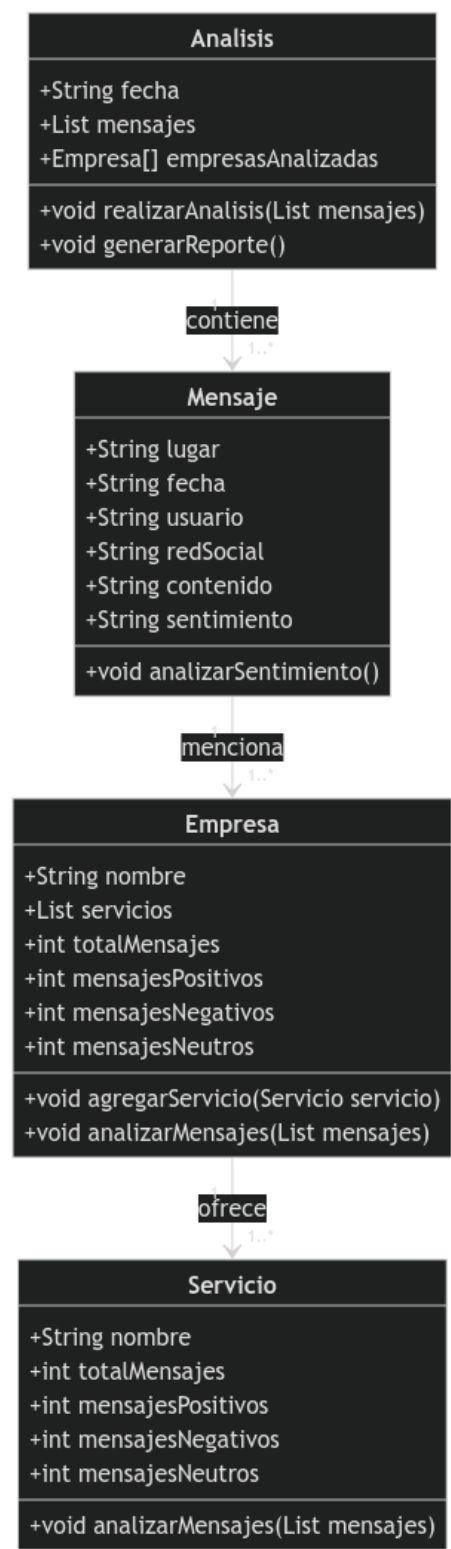 Analisis
+String fecha
+List mensajes
+Empresa[] empresasAnalizadas
+void realizarAnalisis(List mensajes)
+void generarReporte()
1
contiene
1..*
Mensaje
+String lugar
+String fecha
+String usuario
+String redSocial
+String contenido
+String sentimiento
+void analizarSentimiento()
1
menciona
1..*
Empresa
+String nombre
+List servicios
+int totalMensajes
+int mensajesPositivos
+int mensajesNegativos
+int mensajesNeutros
+void agregarServicio(Servicio servicio)
+void analizarMensajes(List mensajes)
1
ofrece
1..*
Servicio
+String nombre
+int totalMensajes
+int mensajesPositivos
+int mensajesNegativos
+int mensajesNeutros
+void analizarMensajes(List mensajes)